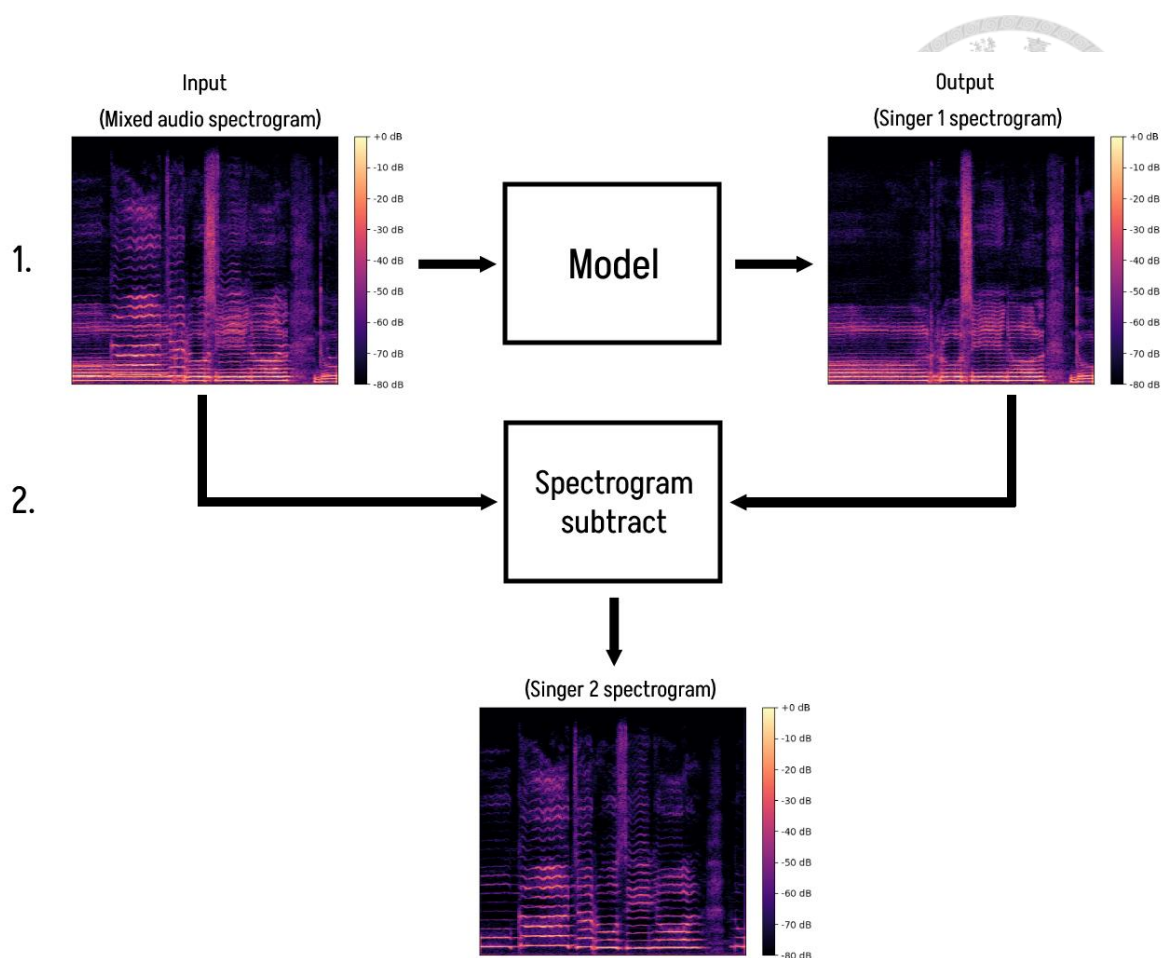 Input
(Mixed audio spectrogram)
+0 dB
-10 dB
-20 dB
-30 dB
-40 dB
-50 dB
-60 dB
-70 dB
-80 dB
Output
(Singer 1 spectrogram)
+0 dB
-10 dB
-20 dB
-30 dB
-40 dB
-50 dB
-60 dB
-70 dB
-80 dB
1.
Model
2.
Spectrogram
subtract
(Singer 2 spectrogram)
+0 dB
-10 dB
-20 dB
-30 dB
-40 dB
-50 dB
-60 dB
-70 dB
-80 dB